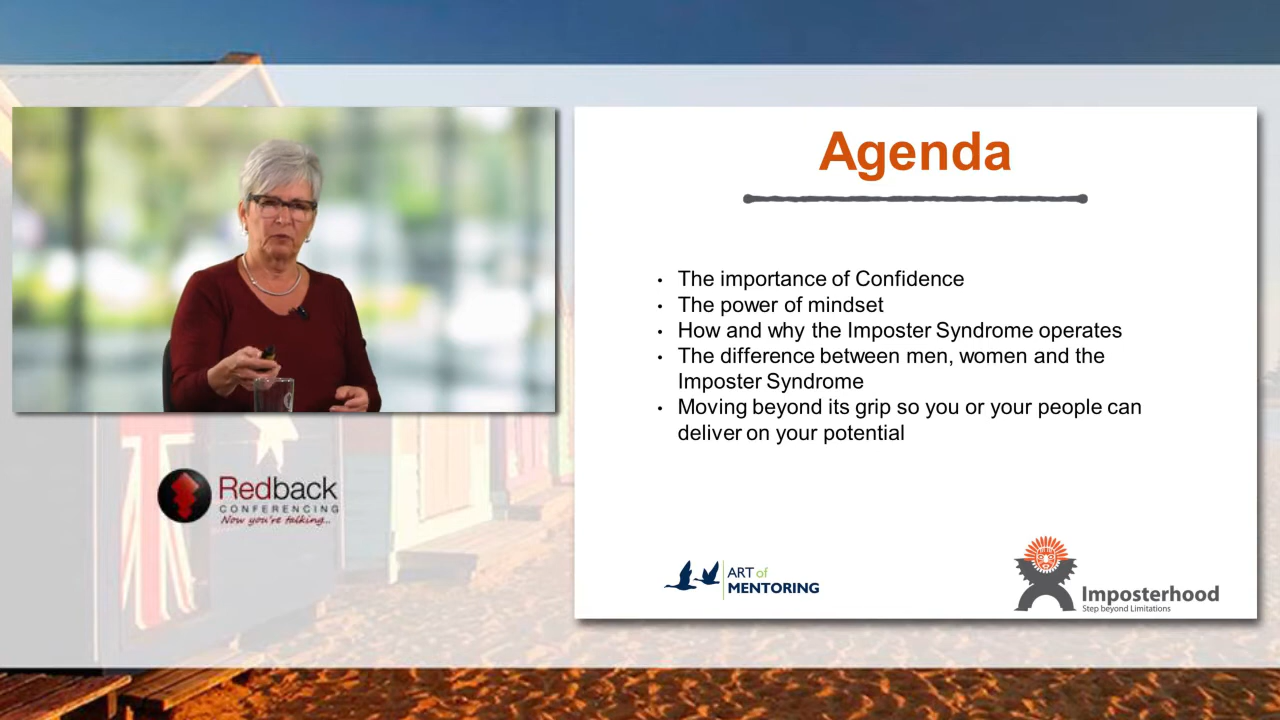 Agenda
• The importance of Confidence
• The power of mindset
• How and why the Imposter Syndrome operates
• The difference between men, women and the
Imposter Syndrome
• Moving beyond its grip so you or your people can
deliver on your potential
Redback
CONFERENCING
Now you're talking...
ART of
MENTORING
Imposterhood
Step beyond Limitations